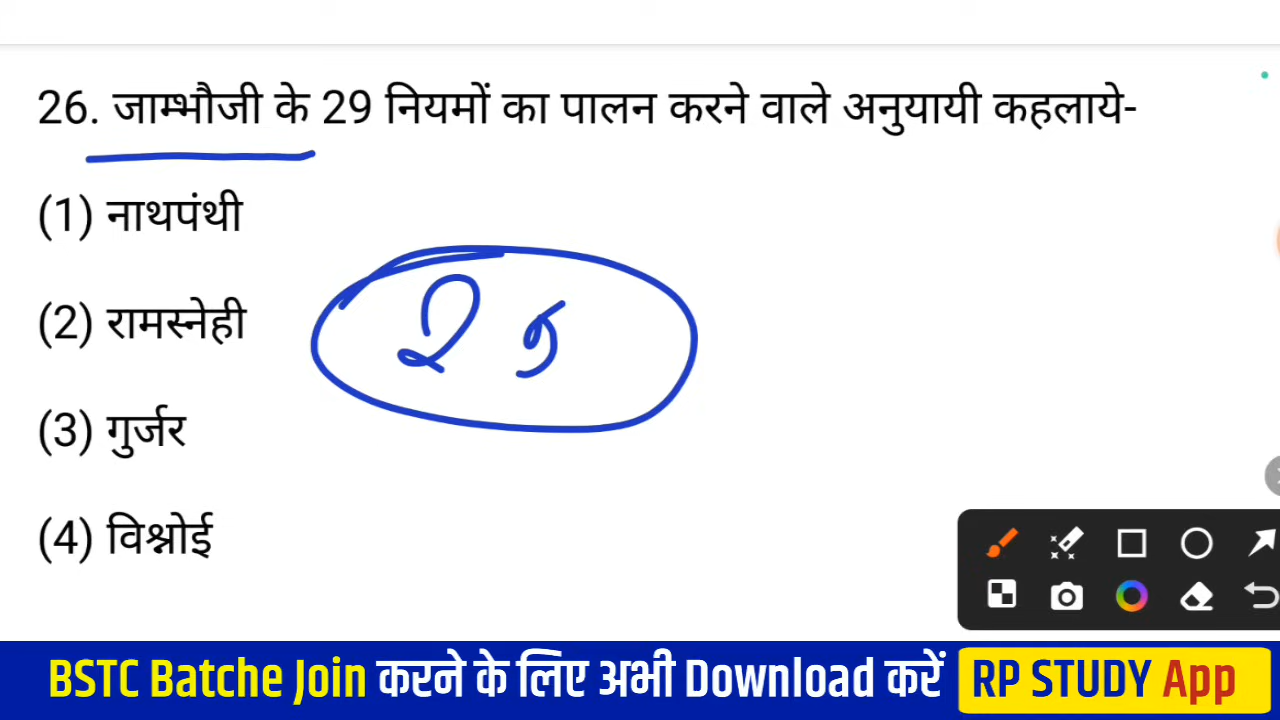 26. जाम्भौजी के 29 नियमों का पालन करने वाले अनुयायी कहलाये-
(1) नाथपंथी
(2) रामस्नेही
(3) गुर्जर
(4) विश्नोई
BSTC Batche Join करने के लिए अभी Download करें RP STUDY App